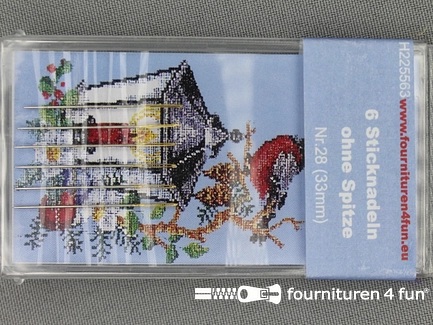 H225563
www.fournituren4fun.eu
6 Sticknadeln
ohne Spitze
Nr.28 (33mm)
fournituren 4 fun®